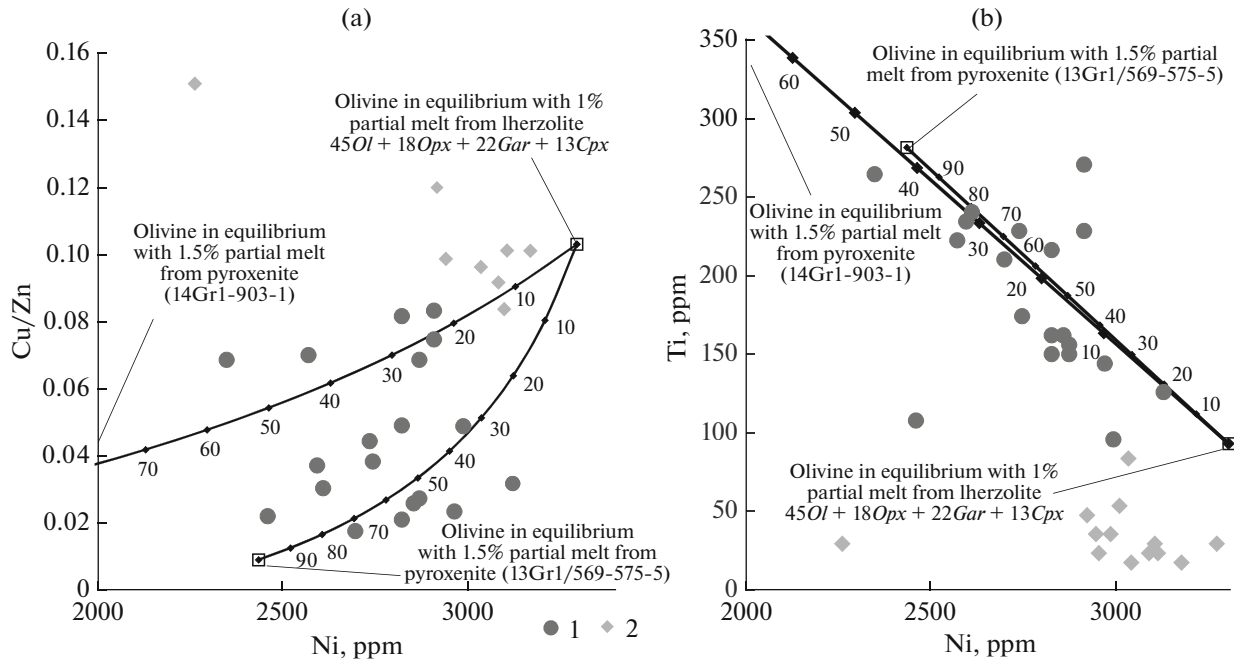 (a)
0.16
0.14
0.12
0.10
0.08
0.06
0.04
0.02
0
Cu/Zn
2000
2500
3000
Ni, ppm
Olivine in equilibrium with 1%
partial melt from lherzolite
45Ol + 18Opx + 22Gar + 13Cpx
Olivine in equilibrium
with 1.5% partial melt
from pyroxenite
(14Gr1-903-1)
10
20
30
40
50
60
70
10
20
30
40
50
70
80
90
Olivine in equilibrium
with 1.5% partial melt from
pyroxenite (13Gr1/569-575-5)
1
2
(b)
350
300
250
200
150
100
50
0
Ti, ppm
2000
2500
3000
Ni, ppm
Olivine in equilibrium with 1.5% partial
melt from pyroxenite (13Gr1/569-575-5)
60
50
40
30
20
10
90
80
70
60
50
40
30
20
10
Olivine in equilibrium
with 1.5% partial melt
from pyroxenite
(14Gr1-903-1)
Olivine in equilibrium with 1%
partial melt from lherzolite
45Ol + 18Opx + 22Gar + 13Cpx